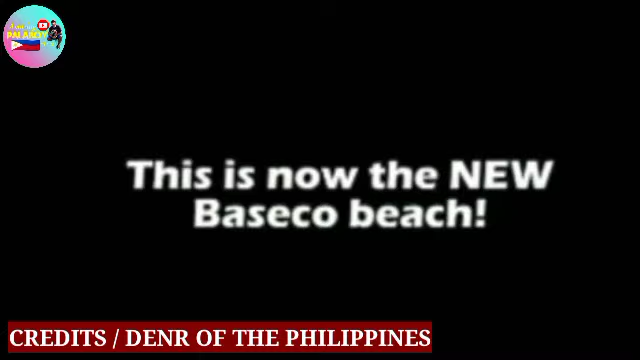 This is now the NEW
Baseco beach!
CREDITS / DENR OF THE PHILIPPINES